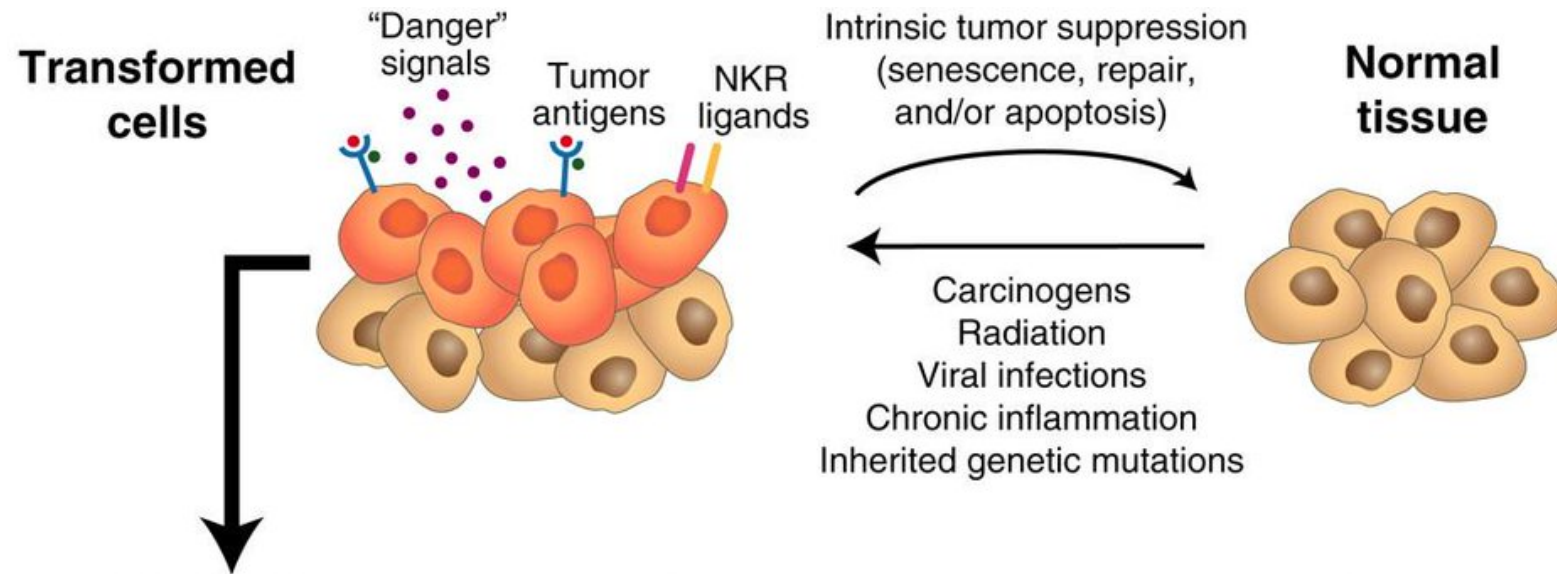 Transformed
cells
“Danger”
signals
Tumor
antigens
NKR
ligands
Intrinsic tumor suppression
(senescence, repair,
and/or apoptosis)
Normal
tissue
Carcinogens
Radiation
Viral infections
Chronic inflammation
Inherited genetic mutations